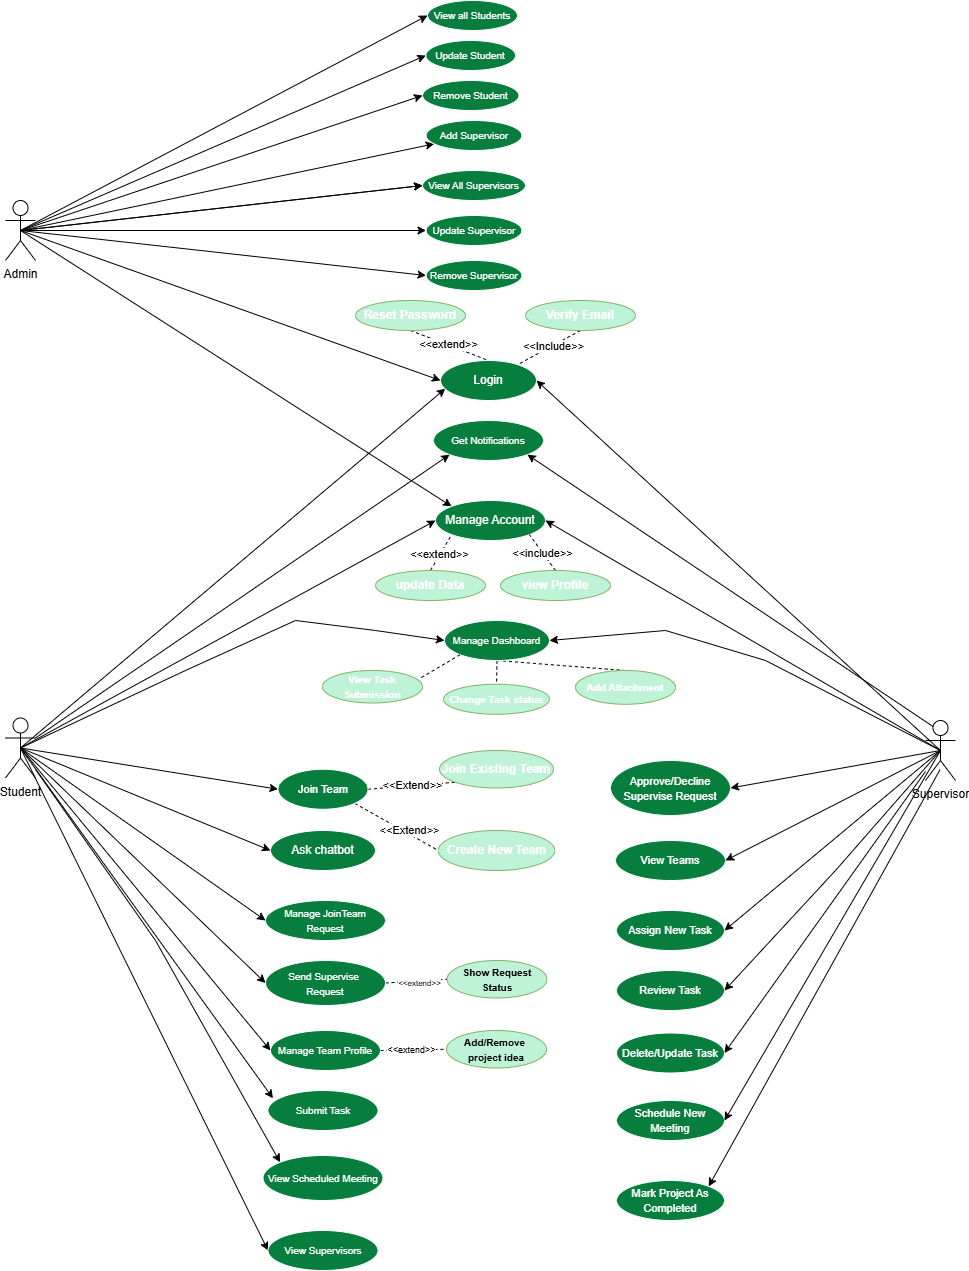 View all Students
Update Student
Remove Student
Add Supervisor
View All Supervisors
Update Supervisor
Admin
Remove Supervisor
Reset Password
Verify Email
<<extend>>
<<Include>>
Login
Get Notifications
Manage Account
<<extend>>
<<include>>
update Data
view Profile
Manage Dashboard
View Task
Submission
Change Task status
Add Attachment
Student
Supervisor
Join Team
<<Extend>>
Join Existing Team
<<Extend>>
Create New Team
Ask chatbot
Manage JoinTeam
Request
Send Supervise
Request
<<extend>>
Show Request
Status
Manage Team Profile
<<extend>>
Add/Remove
project idea
Submit Task
View Scheduled Meeting
View Supervisors
Approve/Decline
Supervise Request
View Teams
Assign New Task
Review Task
Delete/Update Task
Schedule New
Meeting
Mark Project As
Completed